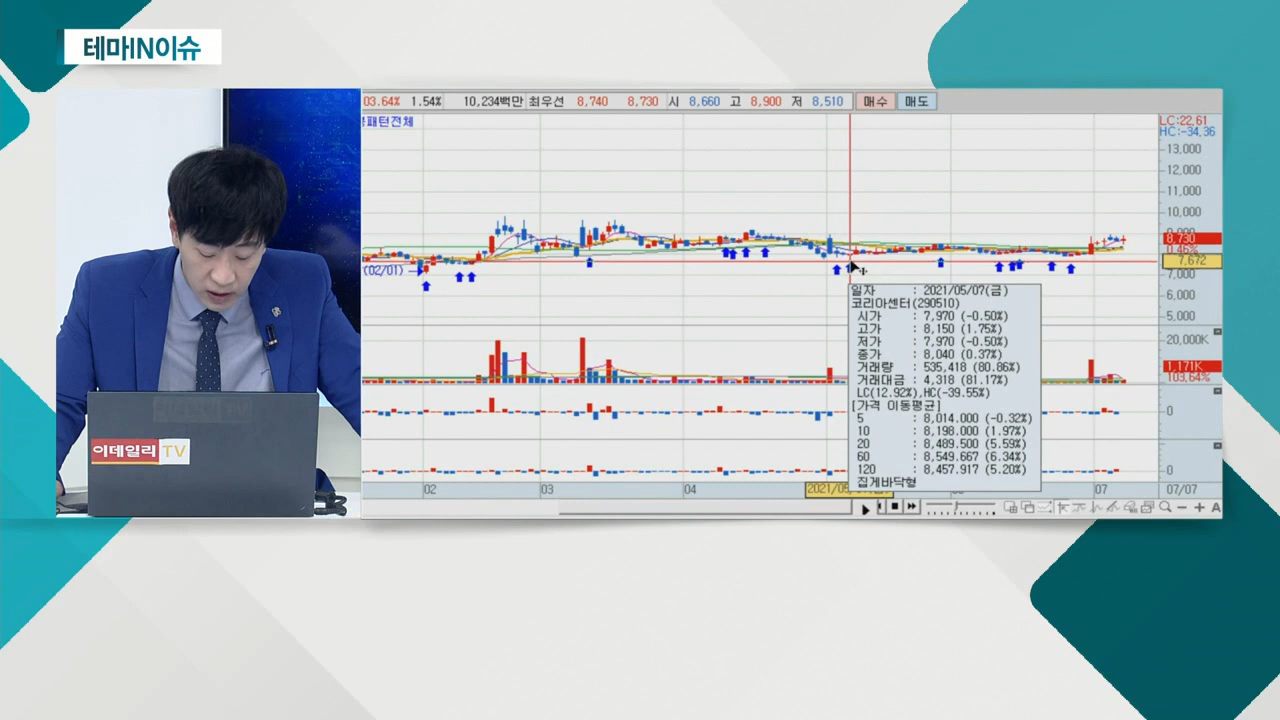 테마IN이슈
03.64% 1.54% 10,234백만 최우선 8,740 8,730 시 8,660 고 8,900 저 8,510 매수 매도
봉패턴전체
LC:22.61
HC:-34.36
13,000
12,000
11,000
10,000
8,730
0.46%
7,672
7,000
6,000
5,000
(02/01)
일자 : 2021/05/07(금)
코리아센터(290510)
시가 : 7,970 (-0.50%)
고가 : 8,150 (1.75%)
저가 : 7,970 (-0.50%)
종가 : 8,040 (0.37%)
거래량 : 535,418 (80.86%)
거래대금 : 4,318 (81.17%)
LC(12.92%),HC(-39.55%)
[가격 이동평균]
5 : 8,014.000 (-0.32%)
10 : 8,198.000 (1.97%)
20 : 8,489.500 (5.59%)
60 : 8,549.667 (6.34%)
120 : 8,457.917 (5.20%)
집게바닥형
20,000K
1,171K
103.64%
0
0
이데일리TV
02 03 04 07 07/07
A